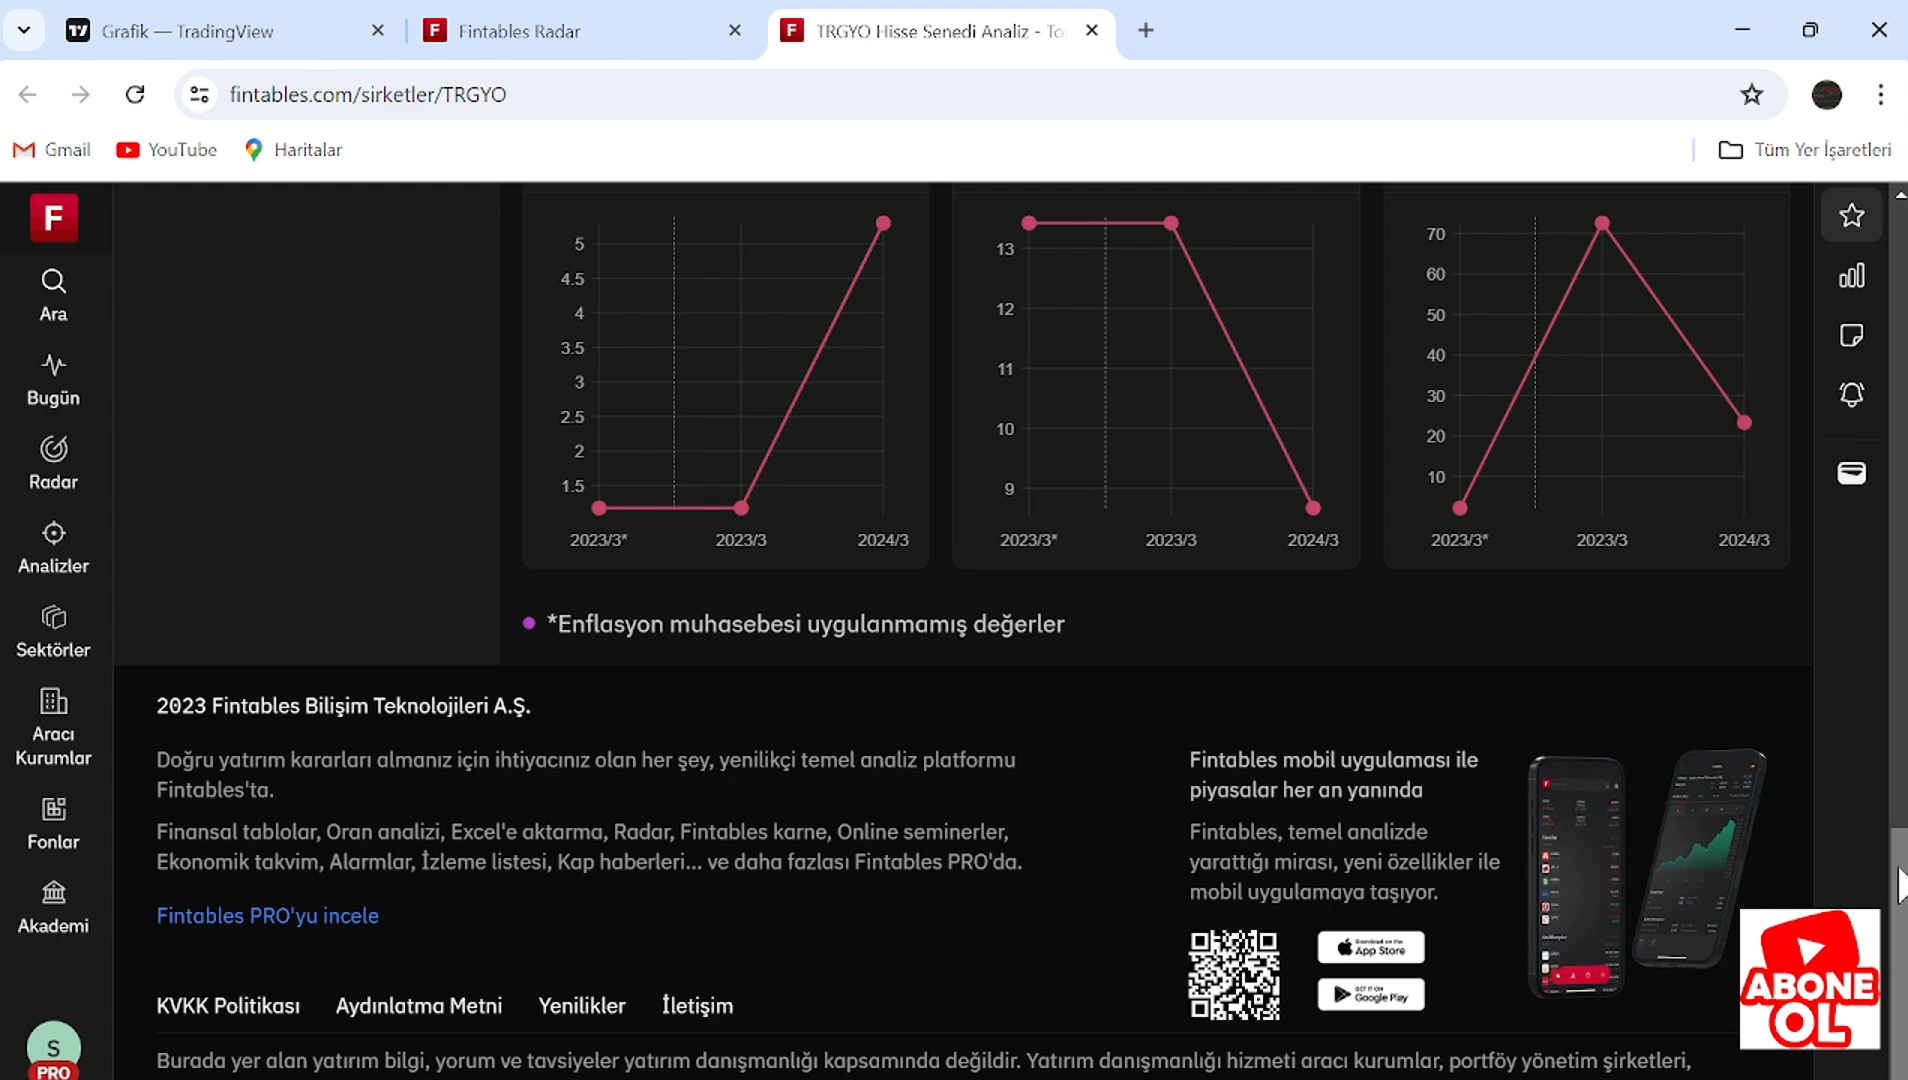 Grafik — TradingView
Fintables Radar
TRGYO Hisse Senedi Analiz - To
fintables.com/sirketler/TRGYO
Gmail
YouTube
Haritalar
Tüm Yer İşaretleri
F
Ara
Bugün
Radar
Analizler
Sektörler
Aracı
Kurumlar
Fonlar
Akademi
S
PRO
5
4.5
4
3.5
3
2.5
2
1.5
2023/3*
2023/3
2024/3
13
12
11
10
9
2023/3*
2023/3
2024/3
70
60
50
40
30
20
10
2023/3*
2023/3
2024/3
*Enflasyon muhasebesi uygulanmamış değerler
2023 Fintables Bilişim Teknolojileri A.Ş.
Doğru yatırım kararları almanız için ihtiyacınız olan her şey, yenilikçi temel analiz platformu
Fintables'ta.
Finansal tablolar, Oran analizi, Excel'e aktarma, Radar, Fintables karne, Online seminerler,
Ekonomik takvim, Alarmlar, İzleme listesi, Kap haberleri... ve daha fazlası Fintables PRO'da.
Fintables PRO'yu incele
Fintables mobil uygulaması ile
piyasalar her an yanında
Fintables, temel analizde
yarattığı mirası, yeni özellikler ile
mobil uygulamaya taşıyor.
Download on the
App Store
GET IT ON
Google Play
ABONE
OL
KVKK Politikası
Aydınlatma Metni
Yenilikler
İletişim
Burada yer alan yatırım bilgi, yorum ve tavsiyeler yatırım danışmanlığı kapsamında değildir. Yatırım danışmanlığı hizmeti aracı kurumlar, portföy yönetim şirketleri,